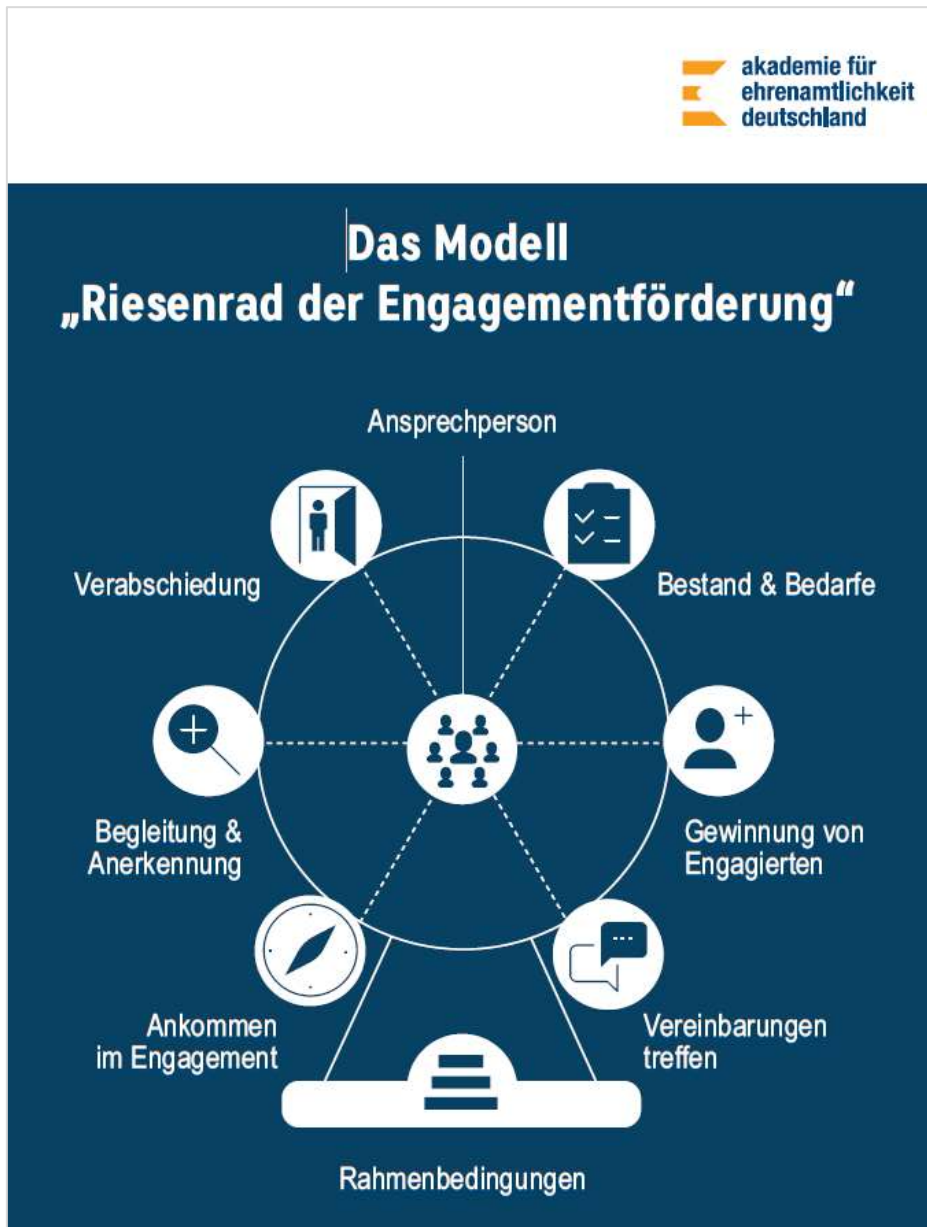 akademie für
ehrenamtlichkeit
deutschland
Das Modell
„Riesenrad der Engagementförderung“
Ansprechperson
Verabschiedung
Bestand & Bedarfe
Begleitung &
Anerkennung
Gewinnung von
Engagierten
Ankommen
im Engagement
Vereinbarungen
treffen
Rahmenbedingungen